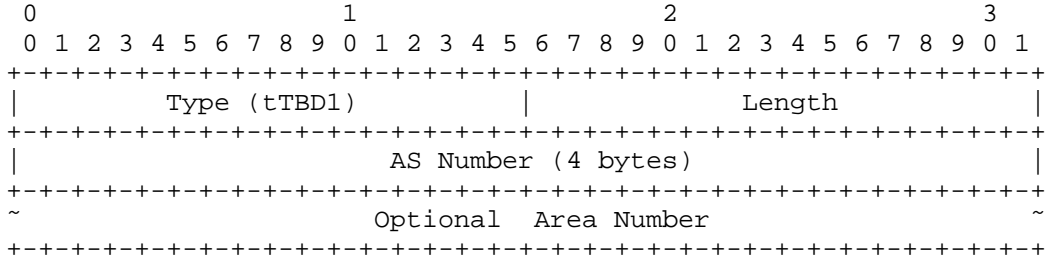 0                   1                   2                   3
 0 1 2 3 4 5 6 7 8 9 0 1 2 3 4 5 6 7 8 9 0 1 2 3 4 5 6 7 8 9 0 1
+-+-+-+-+-+-+-+-+-+-+-+-+-+-+-+-+-+-+-+-+-+-+-+-+-+-+-+-+-+-+-+-+
|         Type (tTBD1)          |             Length            |
+-+-+-+-+-+-+-+-+-+-+-+-+-+-+-+-+-+-+-+-+-+-+-+-+-+-+-+-+-+-+-+-+
|                       AS Number (4 bytes)                     |
+-+-+-+-+-+-+-+-+-+-+-+-+-+-+-+-+-+-+-+-+-+-+-+-+-+-+-+-+-+-+-+-+
~                      Optional  Area Number                    ~
+-+-+-+-+-+-+-+-+-+-+-+-+-+-+-+-+-+-+-+-+-+-+-+-+-+-+-+-+-+-+-+-+